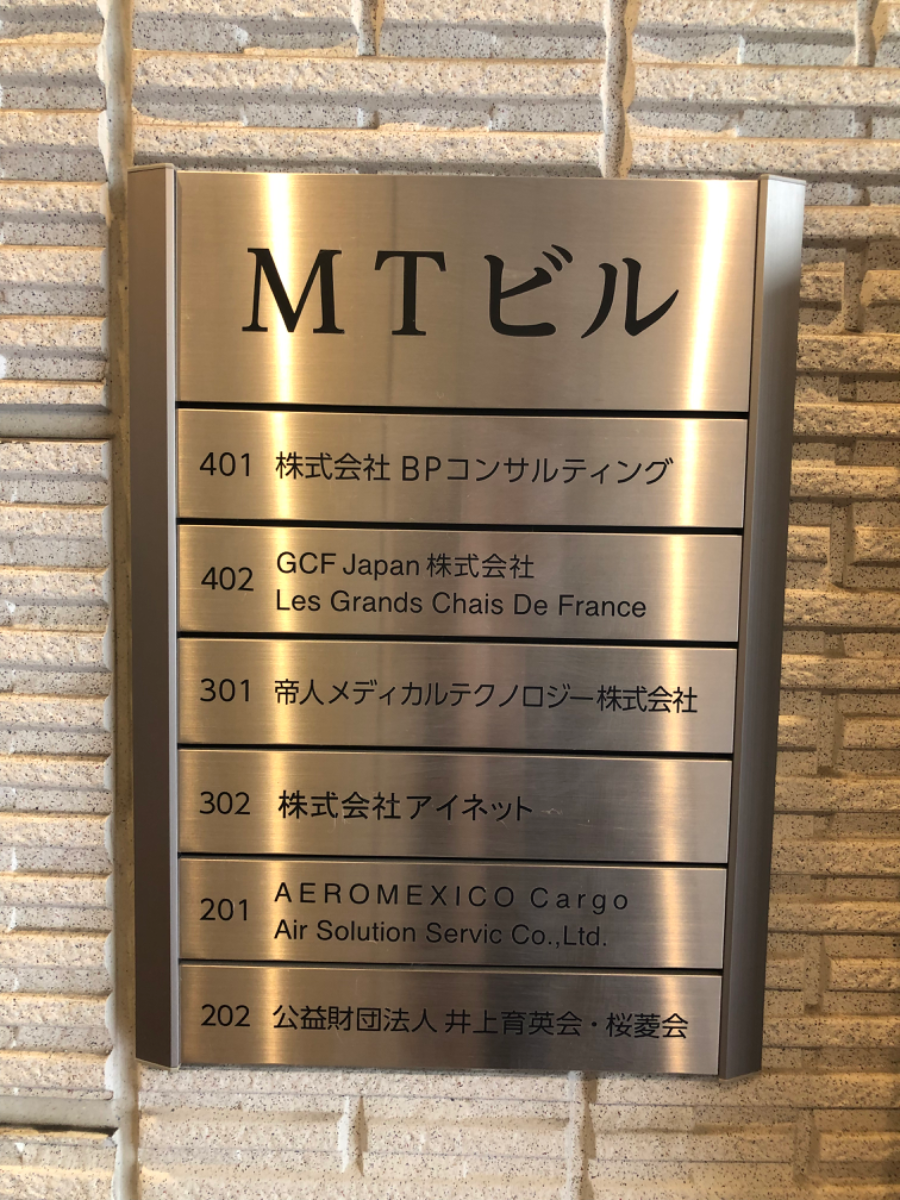 MTビル
401 株式会社 BPコンサルティング
402 GCF Japan 株式会社
Les Grands Chais De France
301 帝人メディカルテクノロジー株式会社
302 株式会社アイネット
201 AEROMEXICO Cargo
Air Solution Servic Co.,Ltd.
202 公益財団法人 井上育英会・桜菱会